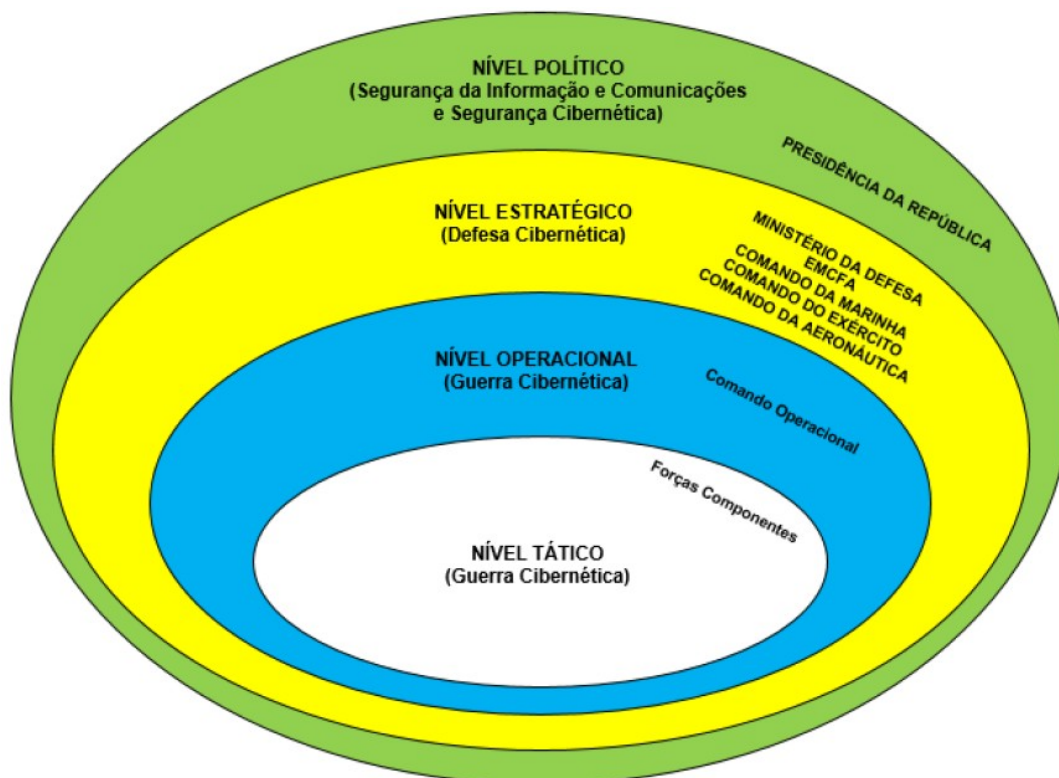 NÍVEL POLÍTICO
(Segurança da Informação e Comunicações
e Segurança Cibernética)
PRESIDÊNCIA DA REPÚBLICA
NÍVEL ESTRATÉGICO
(Defesa Cibernética)
MINISTÉRIO DA DEFESA
EMCFA
COMANDO DA MARINHA
COMANDO DO EXÉRCITO
COMANDO DA AERONÁUTICA
NÍVEL OPERACIONAL
(Guerra Cibernética)
Comando Operacional
Forças Componentes
NÍVEL TÁTICO
(Guerra Cibernética)